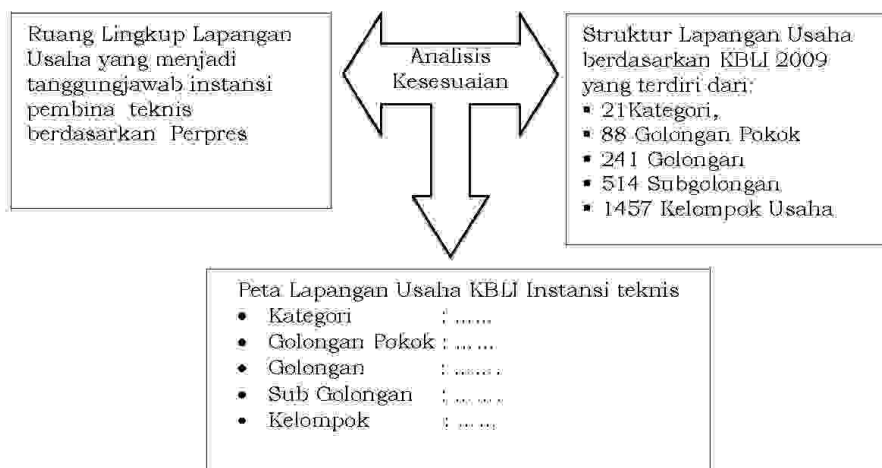 Ruang Lingkup Lapangan
Usaha yang menjadi
tanggungjawab instansi
pembina teknis
berdasarkan Perpres
Analisis
Kesesuaian
Struktur Lapangan Usaha
berdasarkan KBLI 2009
yang terdiri dari:
▪ 21Kategori,
▪ 88 Golongan Pokok
▪ 241 Golongan
▪ 514 Subgolongan
▪ 1457 Kelompok Usaha
Peta Lapangan Usaha KBLI Instansi teknis
• Kategori : ......
• Golongan Pokok : ... ...
• Golongan : .......
• Sub Golongan : ... ....
• Kelompok : ... ...